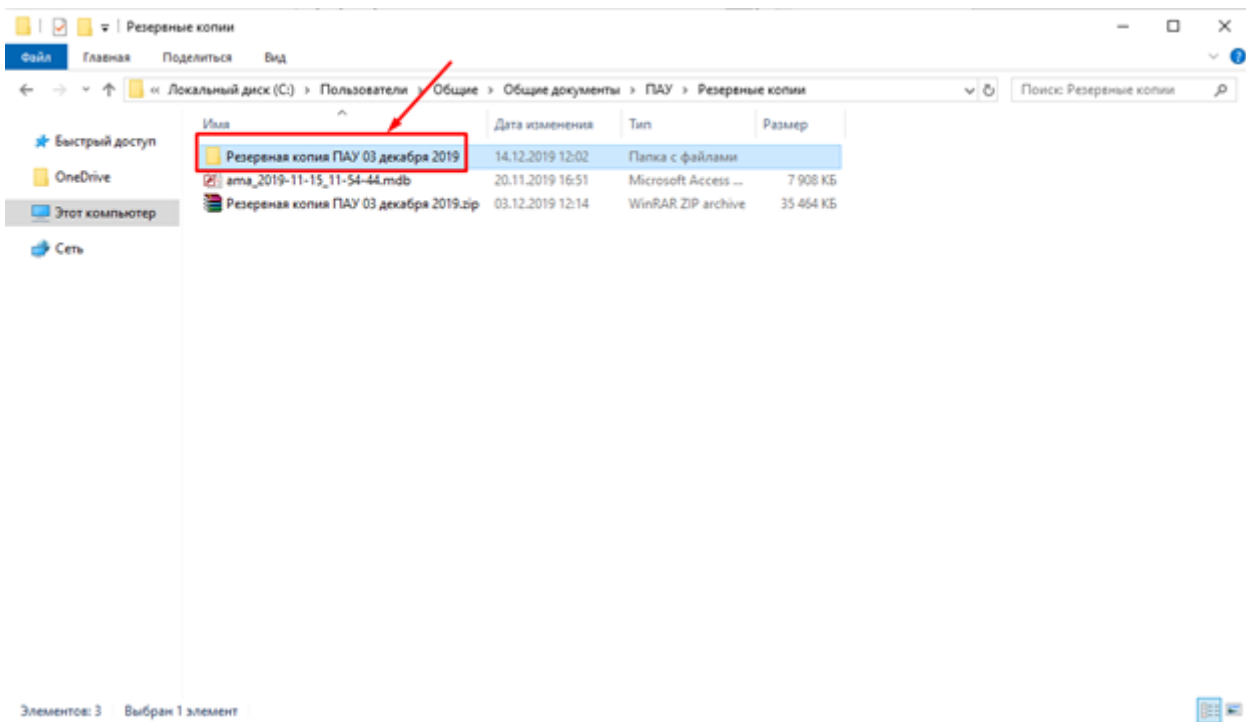 Резервные копии
Файл Главная Поделиться Вид
« Локальный диск (C:) › Пользователи › Общие › Общие документы › ПАУ › Резервные копии
Поиск: Резервные копии
Имя Дата изменения Тип Размер
Быстрый доступ
OneDrive
Этот компьютер
Сеть
Резервная копия ПАУ 03 декабря 2019 14.12.2019 12:02 Папка с файлами
ama_2019-11-15_11-54-44.mdb 20.11.2019 16:51 Microsoft Access ... 7 908 КБ
Резервная копия ПАУ 03 декабря 2019.zip 03.12.2019 12:14 WinRAR ZIP archive 35 464 КБ
Элементов: 3 Выбран 1 элемент